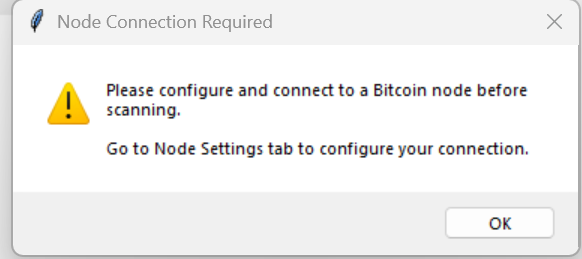 Node Connection Required
Please configure and connect to a Bitcoin node before
scanning.
Go to Node Settings tab to configure your connection.
OK